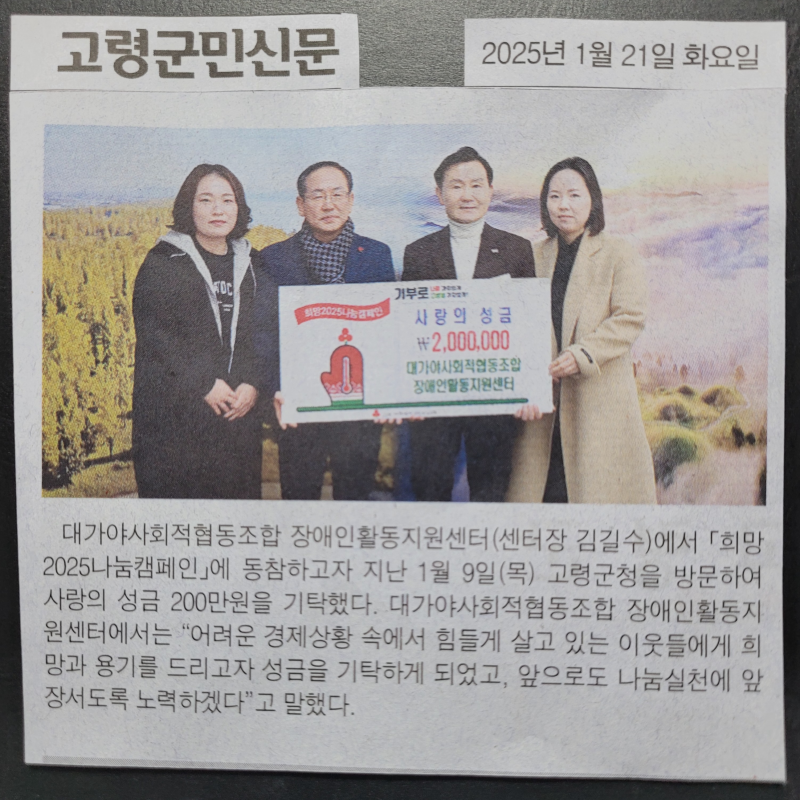 고령군민신문
2025년 1월 21일 화요일
희망2025나눔캠페인
기부로
사랑의 성금
₩2,000,000
대가야사회적협동조합
장애인활동지원센터
대가야사회적협동조합 장애인활동지원센터(센터장 김길수)에서 「희망
2025나눔캠페인」에 동참하고자 지난 1월 9일(목) 고령군청을 방문하여
사랑의 성금 200만원을 기탁했다. 대가야사회적협동조합 장애인활동지
원센터에서는 “어려운 경제상황 속에서 힘들게 살고 있는 이웃들에게 희
망과 용기를 드리고자 성금을 기탁하게 되었고, 앞으로도 나눔실천에 앞
장서도록 노력하겠다”고 말했다.